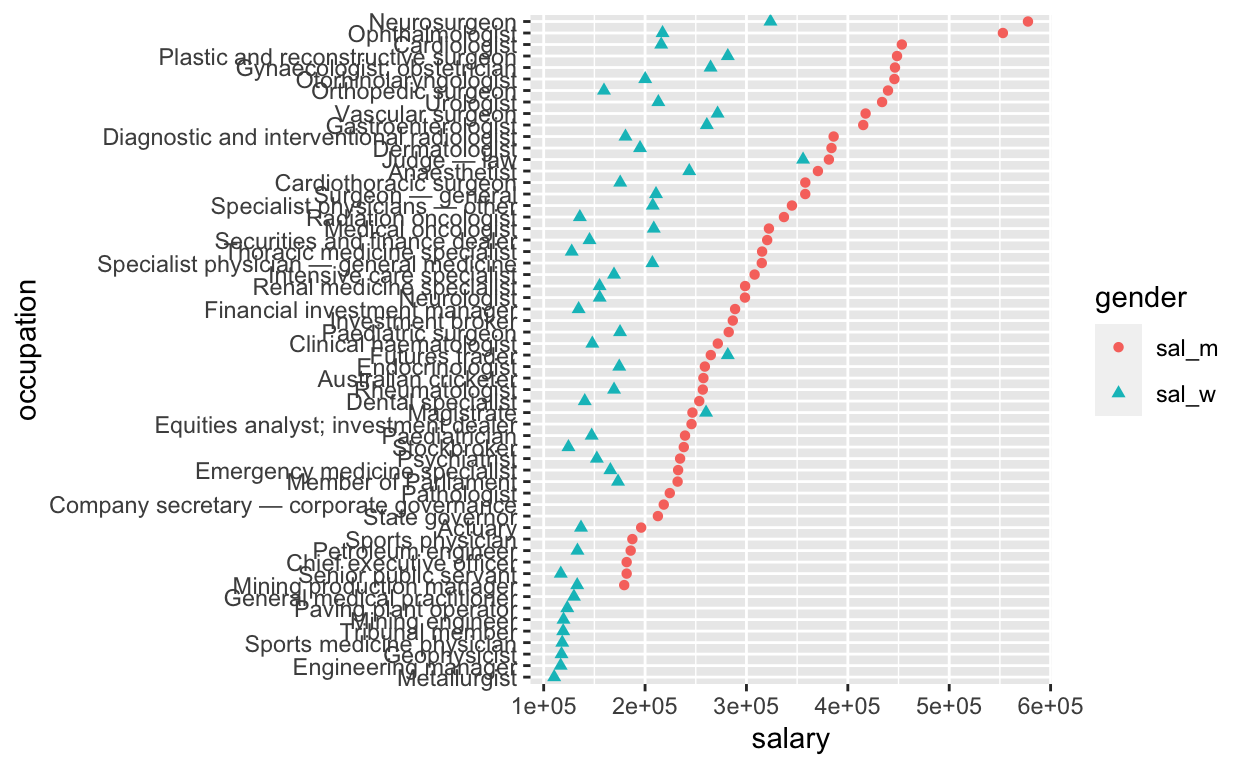 occupation
Neurosurgeon
Ophthalmologist
Cardiologist
Plastic and reconstructive surgeon
Gynaecologist; obstetrician
Otorhinolaryngologist
Orthopedic surgeon
Urologist
Vascular surgeon
Gastroenterologist
Diagnostic and interventional radiologist
Dermatologist
Judge — law
Anaesthetist
Cardiothoracic surgeon
Surgeon — general
Specialist physicians — other
Radiation oncologist
Medical oncologist
Securities and finance dealer
Thoracic medicine specialist
Specialist physician — general medicine
Intensive care specialist
Renal medicine specialist
Neurologist
Financial investment manager
Investment broker
Paediatric surgeon
Clinical haematologist
Futures trader
Endocrinologist
Australian cricketer
Rheumatologist
Dental specialist
Magistrate
Equities analyst; investment dealer
Paediatrician
Stockbroker
Psychiatrist
Emergency medicine specialist
Member of Parliament
Pathologist
Company secretary — corporate governance
State governor
Actuary
Sports physician
Petroleum engineer
Chief executive officer
Senior public servant
Mining production manager
General medical practitioner
Paving plant operator
Mining engineer
Tribunal member
Sports medicine physician
Geophysicist
Engineering manager
Metallurgist
1e+05 2e+05 3e+05 4e+05 5e+05 6e+05
salary
gender
sal_m
sal_w